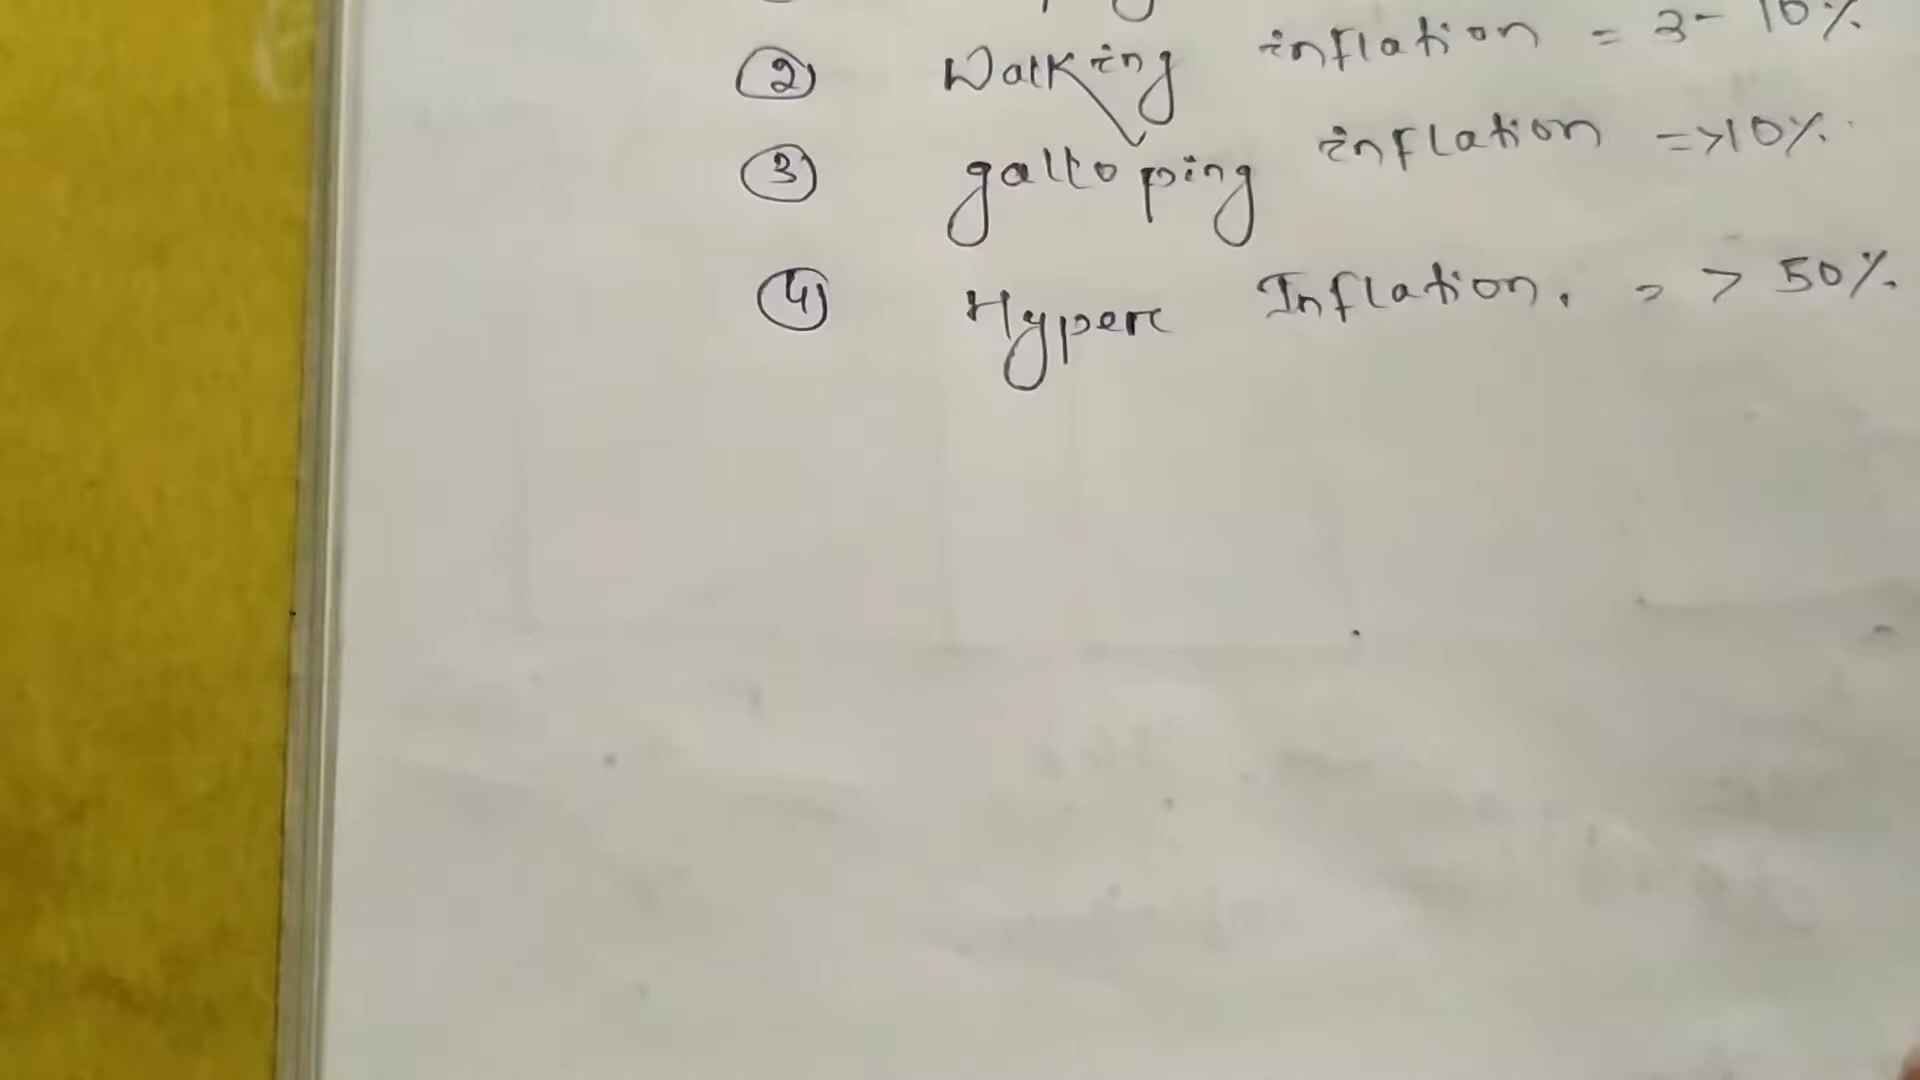 ② Walking inflation = 3- 10%
③ galloping inflation => 10%.
④ Hyper Inflation. = > 50%.